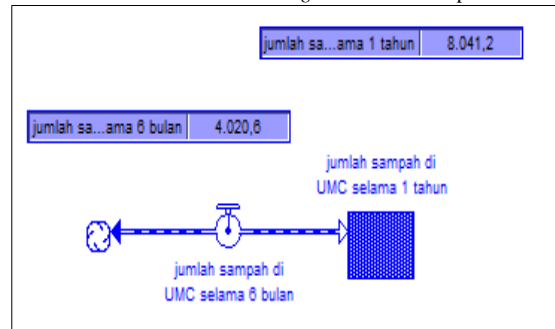 jumlah sa...ama 1 tahun 8.041,2
jumlah sa...ama 6 bulan 4.020,6
jumlah sampah di
UMC selama 1 tahun
jumlah sampah di
UMC selama 6 bulan